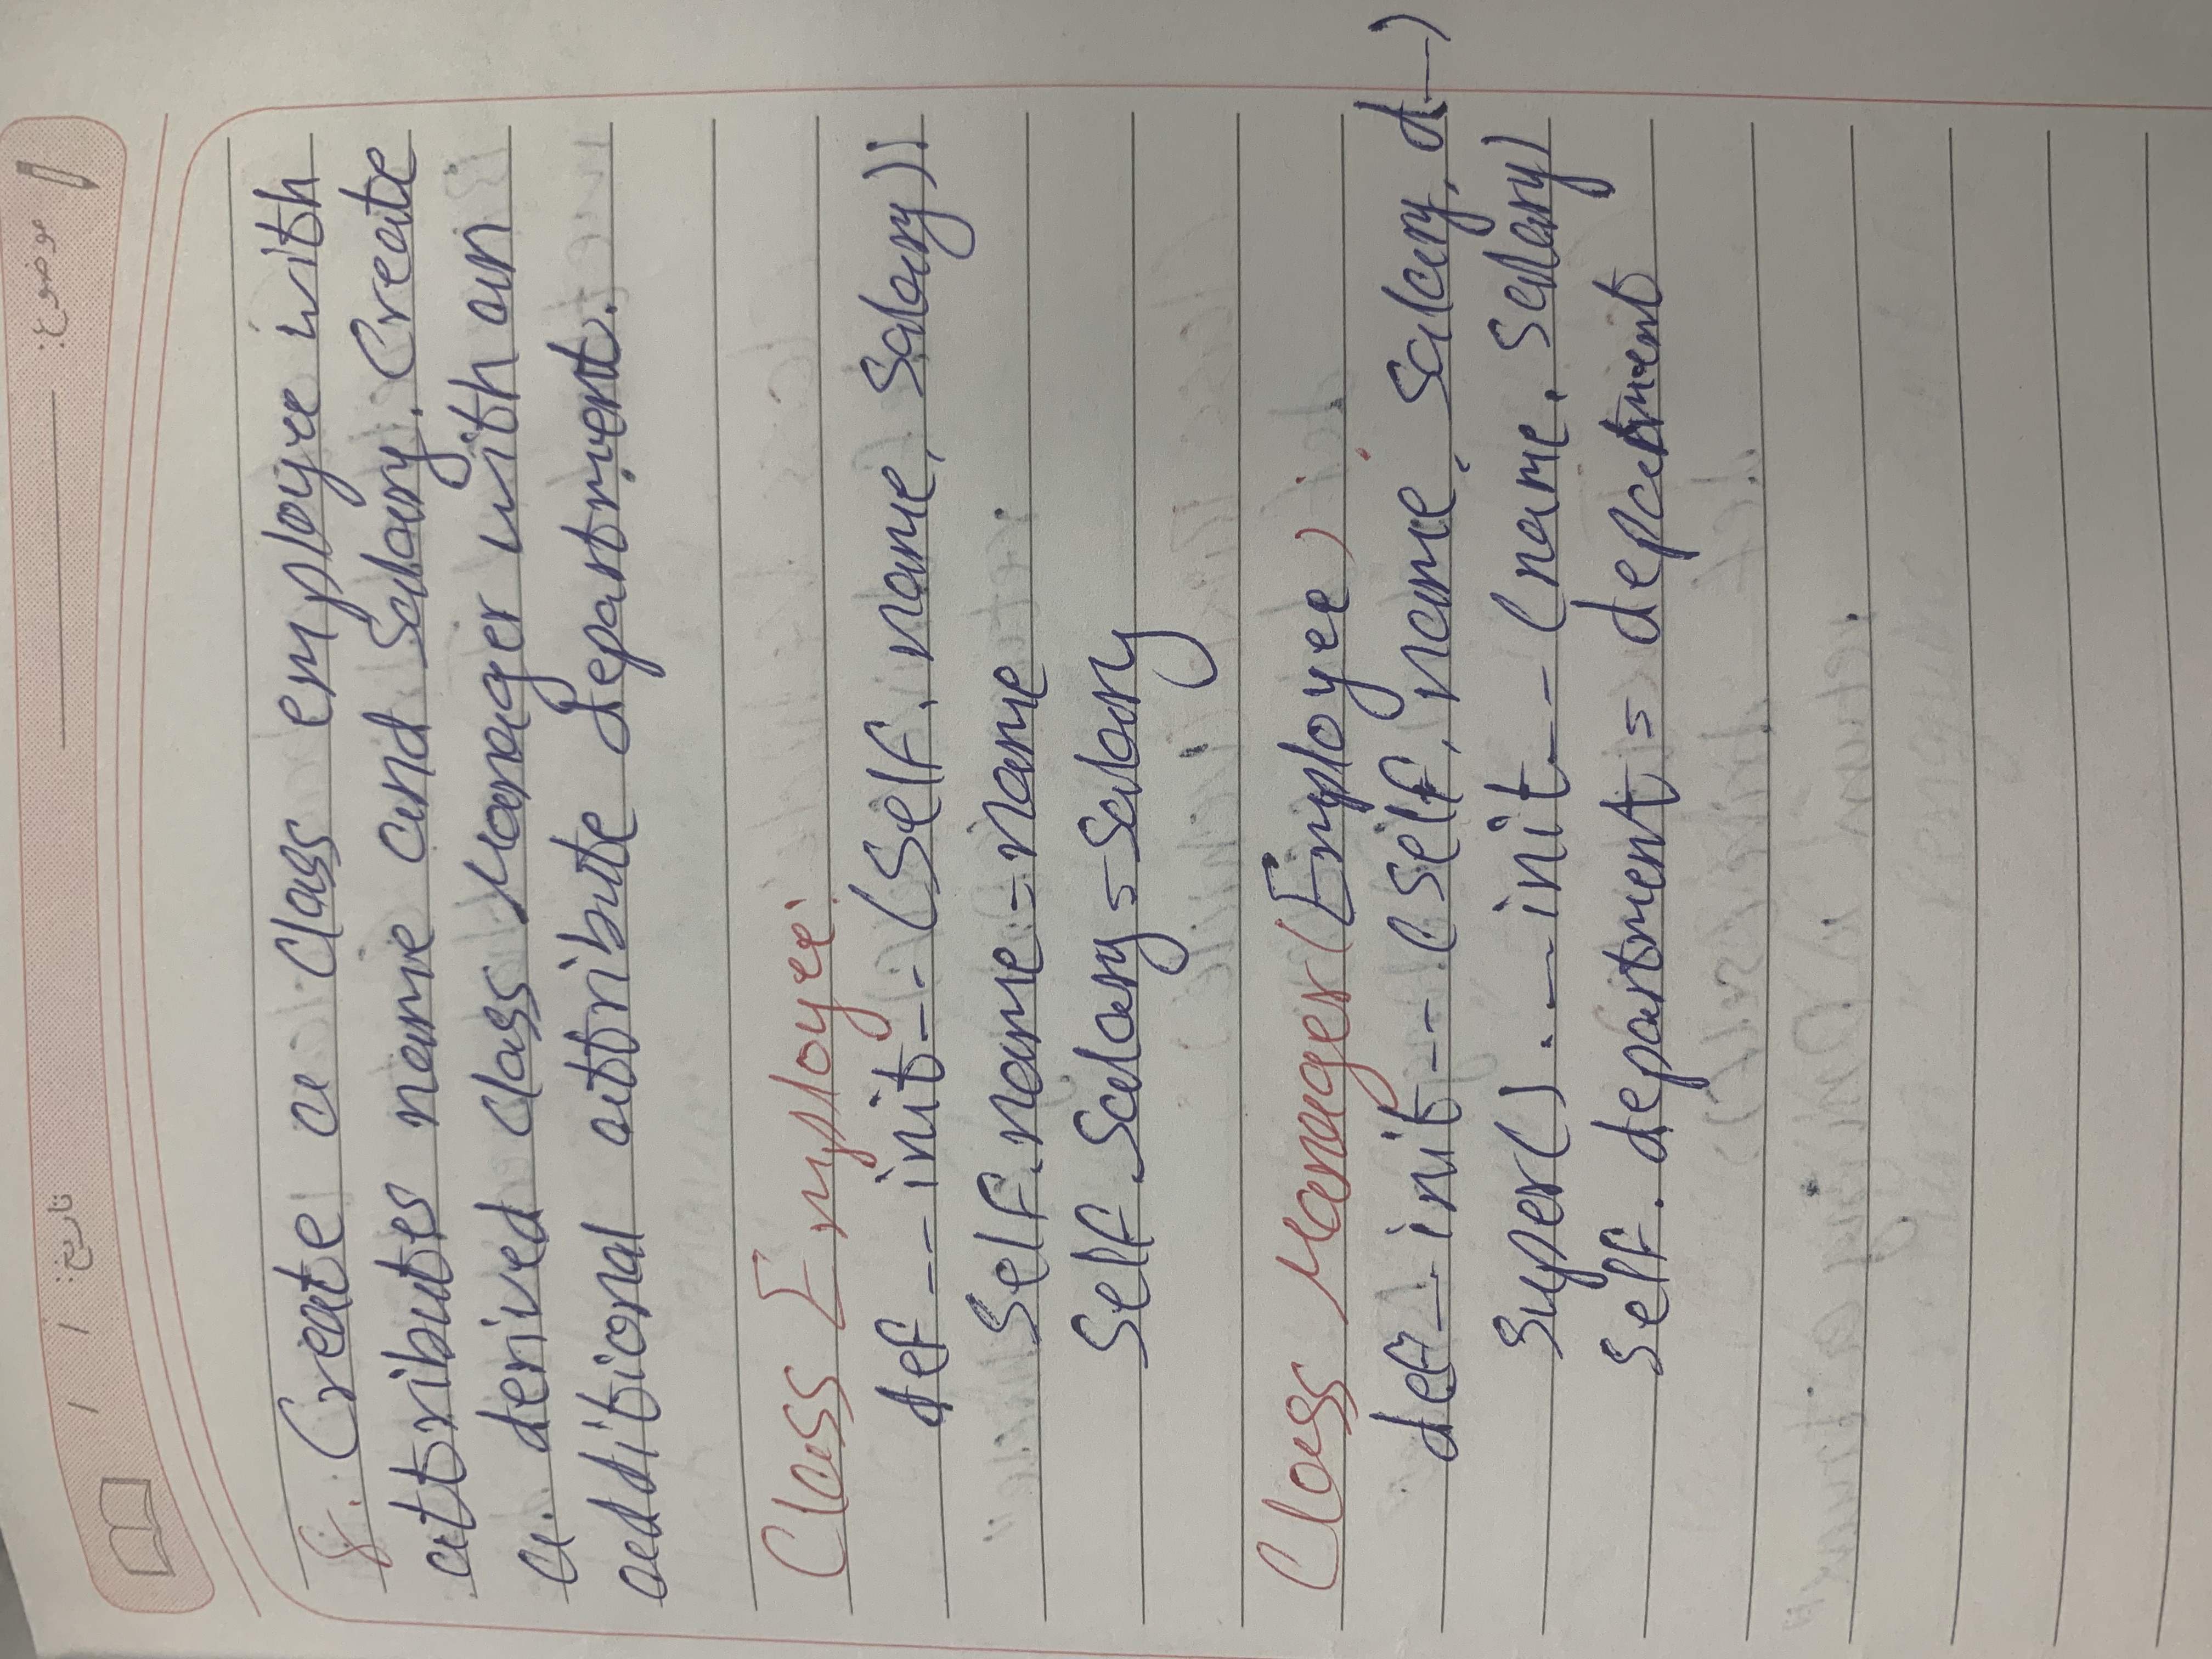 موضوع:
تاریخ: / /
8. Create a class employee with
attributes name and salary. Create
a. derived class Manager with an
additional attribute department.
Class Employee:
def __init__(self, name, salary):
self.name = name
self.salary = salary
Class Manager(Employee):
def __init__(self, name, salary, d—)
super().__init__(name, salary)
self.department = department